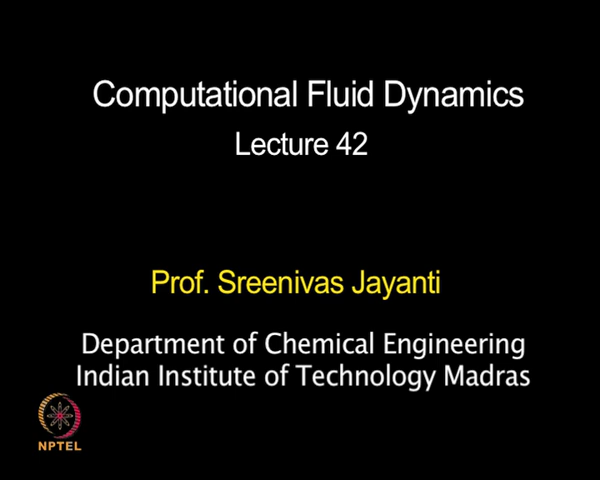 Computational Fluid Dynamics
Lecture 42
Prof. Sreenivas Jayanti
Department of Chemical Engineering
Indian Institute of Technology Madras
NPTEL